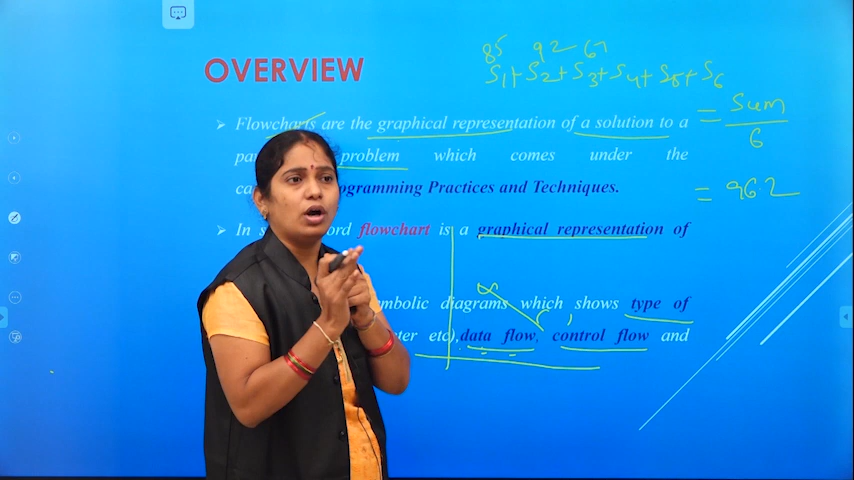 OVERVIEW
85 92 67
S1+S2+S3+S4+S5+S6
= Sum
6
= 962
➢ Flowcharts are the graphical representation of a solution to a
problem which comes under the
Programming Practices and Techniques.
➢ In flowchart is a graphical representation of
diagrams which shows type of
etc), data flow, control flow and